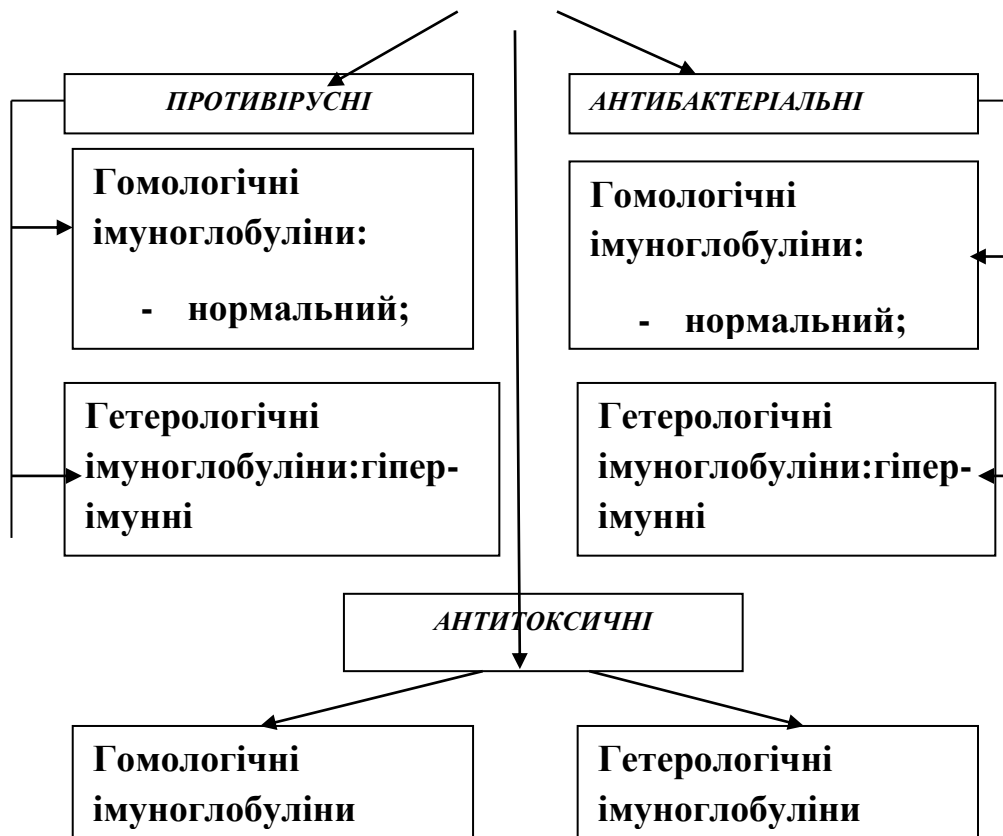 ПРОТИВІРУСНІ
АНТИБАКТЕРІАЛЬНІ
Гомологічні
імуноглобуліни:
- нормальний;
Гомологічні
імуноглобуліни:
- нормальний;
Гетерологічні
імуноглобуліни:гіпер-
імунні
Гетерологічні
імуноглобуліни:гіпер-
імунні
АНТИТОКСИЧНІ
Гомологічні
імуноглобуліни
Гетерологічні
імуноглобуліни